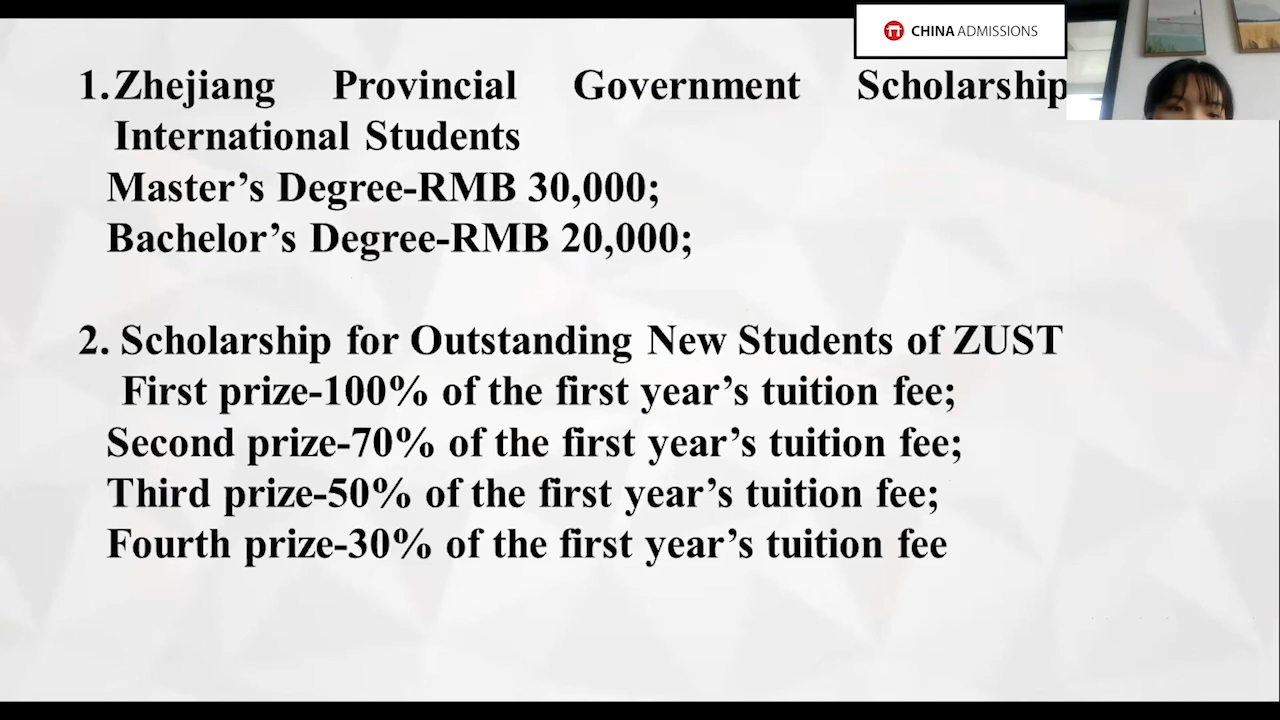 CHINA ADMISSIONS
1. Zhejiang Provincial Government Scholarship
International Students
Master’s Degree-RMB 30,000;
Bachelor’s Degree-RMB 20,000;
2. Scholarship for Outstanding New Students of ZUST
First prize-100% of the first year’s tuition fee;
Second prize-70% of the first year’s tuition fee;
Third prize-50% of the first year’s tuition fee;
Fourth prize-30% of the first year’s tuition fee